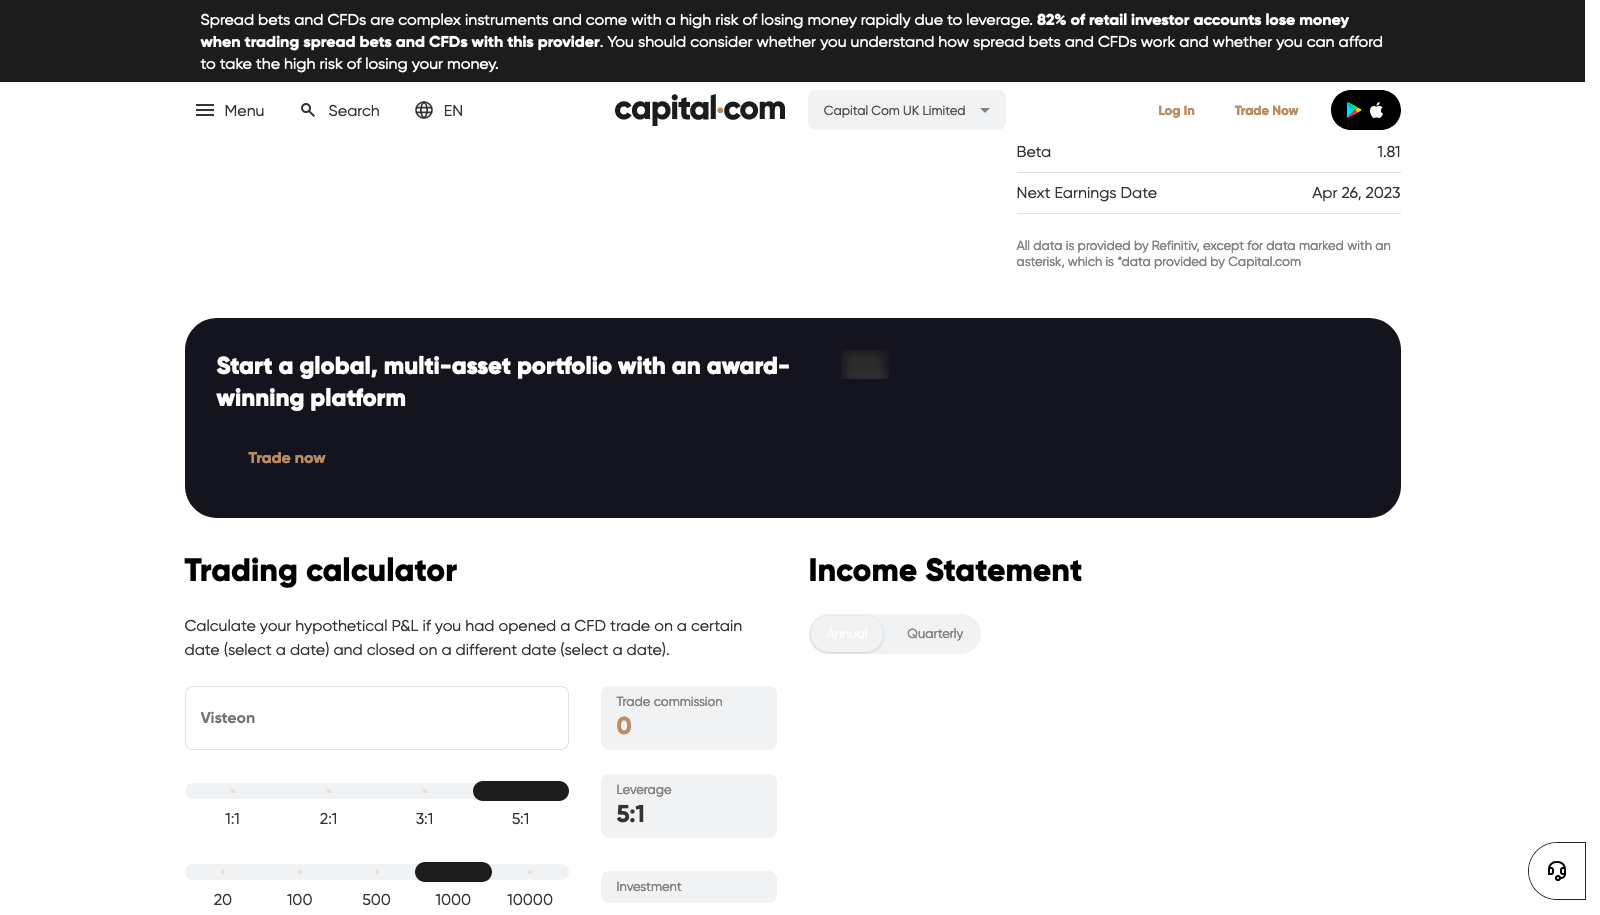 Spread bets and CFDs are complex instruments and come with a high risk of losing money rapidly due to leverage. 82% of retail investor accounts lose money
when trading spread bets and CFDs with this provider. You should consider whether you understand how spread bets and CFDs work and whether you can afford
to take the high risk of losing your money.
Menu Search EN capital.com Capital Com UK Limited Log In Trade Now
Beta 1.81
Next Earnings Date Apr 26, 2023
All data is provided by Refinitiv, except for data marked with an
asterisk, which is *data provided by Capital.com
Start a global, multi-asset portfolio with an award-
winning platform
Trade now
Trading calculator
Calculate your hypothetical P&L if you had opened a CFD trade on a certain
date (select a date) and closed on a different date (select a date).
Visteon
Trade commission
0
1:1 2:1 3:1 5:1
Leverage
5:1
20 100 500 1000 10000
Investment
Income Statement
Annual Quarterly